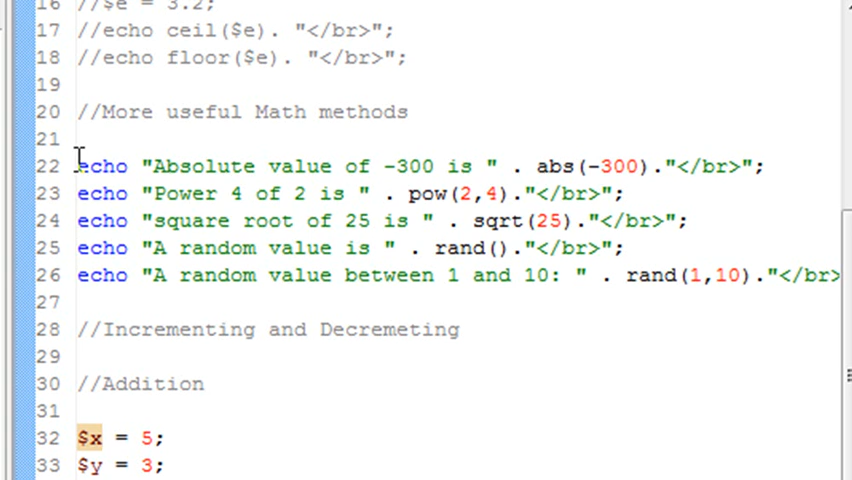 16 //$e = 3.2;
17 //echo ceil($e). "</br>";
18 //echo floor($e). "</br>";
19
20 //More useful Math methods
21
22 echo "Absolute value of -300 is " . abs(-300)."</br>";
23 echo "Power 4 of 2 is " . pow(2,4)."</br>";
24 echo "square root of 25 is " . sqrt(25)."</br>";
25 echo "A random value is " . rand()."</br>";
26 echo "A random value between 1 and 10: " . rand(1,10)."</br>
27
28 //Incrementing and Decremeting
29
30 //Addition
31
32 $x = 5;
33 $y = 3;